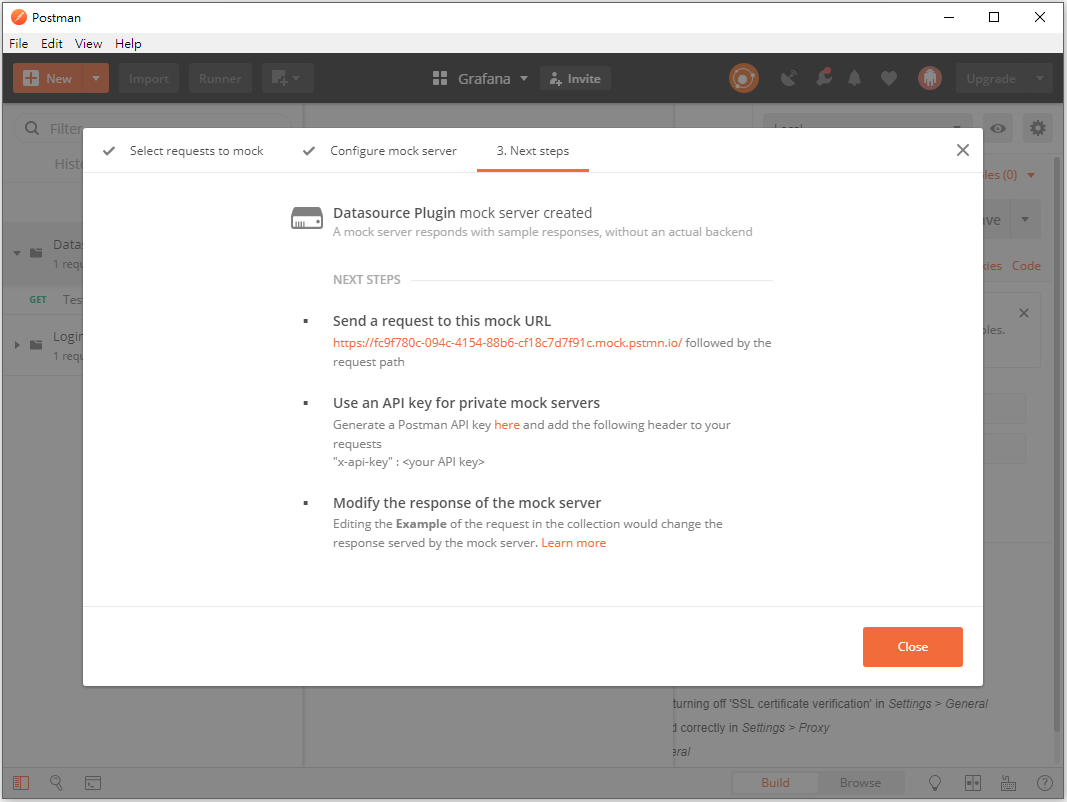 Postman
File Edit View Help
New Import Runner Grafana Invite Upgrade
Filter
Local
Select requests to mock Configure mock server 3. Next steps
Datasource Plugin mock server created
A mock server responds with sample responses, without an actual backend
NEXT STEPS
Send a request to this mock URL
https://fc9f780c-094c-4154-88b6-cf18c7d7f91c.mock.pstmn.io/ followed by the
request path
Use an API key for private mock servers
Generate a Postman API key here and add the following header to your
requests
"x-api-key" : <your API key>
Modify the response of the mock server
Editing the Example of the request in the collection would change the
response served by the mock server. Learn more
Close
Histo
(0)
Datas
1 requ
GET Tes
Code
Login
1 requ
turning off 'SSL certificate verification' in Settings > General
correctly in Settings > Proxy
Build Browse